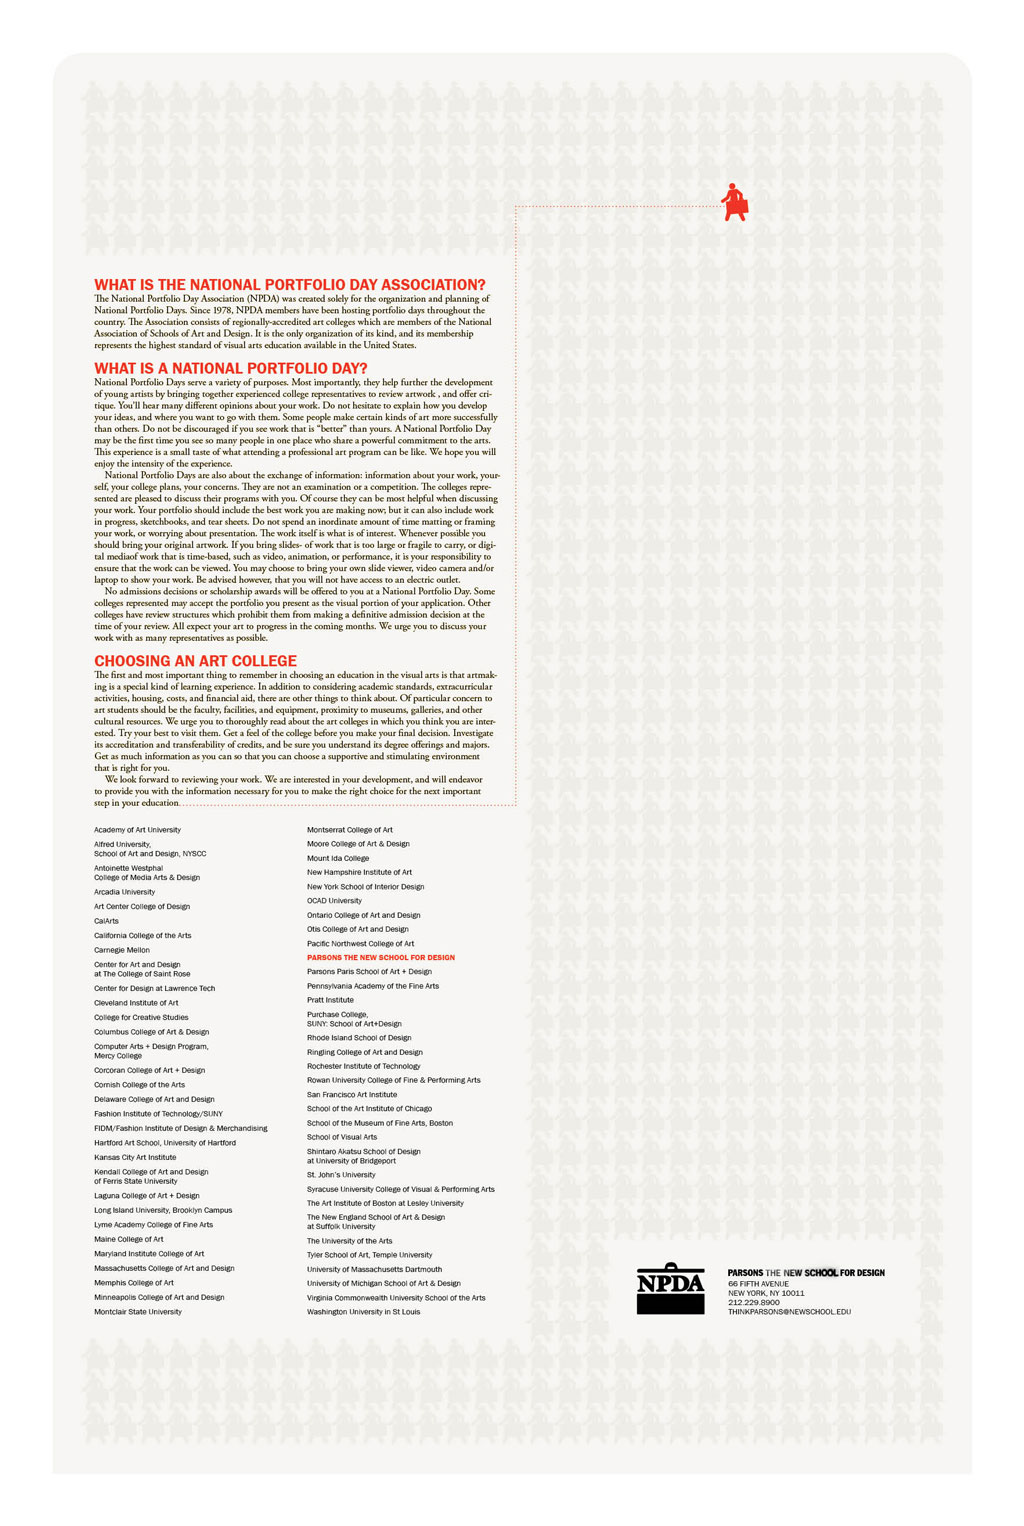 WHAT IS THE NATIONAL PORTFOLIO DAY ASSOCIATION?
The National Portfolio Day Association (NPDA) was created solely for the organization and planning of
National Portfolio Days. Since 1978, NPDA members have been hosting portfolio days throughout the
country. The Association consists of regionally-accredited art colleges which are members of the National
Association of Schools of Art and Design. It is the only organization of its kind, and its membership
represents the highest standard of visual arts education available in the United States.
WHAT IS A NATIONAL PORTFOLIO DAY?
National Portfolio Days serve a variety of purposes. Most importantly, they help further the development
of young artists by bringing together experienced college representatives to review artwork , and offer cri-
tique. You'll hear many different opinions about your work. Do not hesitate to explain how you develop
your ideas, and where you want to go with them. Some people make certain kinds of art more successfully
than others. Do not be discouraged if you see work that is “better” than yours. A National Portfolio Day
may be the first time you see so many people in one place who share a powerful commitment to the arts.
This experience is a small taste of what attending a professional art program can be like. We hope you will
enjoy the intensity of the experience.
National Portfolio Days are also about the exchange of information: information about your work, your-
self, your college plans, your concerns. They are not an examination or a competition. The colleges repre-
sented are pleased to discuss their programs with you. Of course they can be most helpful when discussing
your work. Your portfolio should include the best work you are making now; but it can also include work
in progress, sketchbooks, and tear sheets. Do not spend an inordinate amount of time matting or framing
your work, or worrying about presentation. The work itself is what is of interest. Whenever possible you
should bring your original artwork. If you bring slides- of work that is too large or fragile to carry, or digi-
tal mediaof work that is time-based, such as video, animation, or performance, it is your responsibility to
ensure that the work can be viewed. You may choose to bring your own slide viewer, video camera and/or
laptop to show your work. Be advised however, that you will not have access to an electric outlet.
No admissions decisions or scholarship awards will be offered to you at a National Portfolio Day. Some
colleges represented may accept the portfolio you present as the visual portion of your application. Other
colleges have review structures which prohibit them from making a definitive admission decision at the
time of your review. All expect your art to progress in the coming months. We urge you to discuss your
work with as many representatives as possible.
CHOOSING AN ART COLLEGE
The first and most important thing to remember in choosing an education in the visual arts is that artmak-
ing is a special kind of learning experience. In addition to considering academic standards, extracurricular
activities, housing, costs, and financial aid, there are other things to think about. Of particular concern to
art students should be the faculty, facilities, and equipment, proximity to museums, galleries, and other
cultural resources. We urge you to thoroughly read about the art colleges in which you think you are inter-
ested. Try your best to visit them. Get a feel of the college before you make your final decision. Investigate
its accreditation and transferability of credits, and be sure you understand its degree offerings and majors.
Get as much information as you can so that you can choose a supportive and stimulating environment
that is right for you.
We look forward to reviewing your work. We are interested in your development, and will endeavor
to provide you with the information necessary for you to make the right choice for the next important
step in your education.
Academy of Art University
Alfred University,
School of Art and Design, NYSCC
Antoinette Westphal
College of Media Arts & Design
Arcadia University
Art Center College of Design
CalArts
California College of the Arts
Carnegie Mellon
Center for Art and Design
at The College of Saint Rose
Center for Design at Lawrence Tech
Cleveland Institute of Art
College for Creative Studies
Columbus College of Art & Design
Computer Arts + Design Program,
Mercy College
Corcoran College of Art + Design
Cornish College of the Arts
Delaware College of Art and Design
Fashion Institute of Technology/SUNY
FIDM/Fashion Institute of Design & Merchandising
Hartford Art School, University of Hartford
Kansas City Art Institute
Kendall College of Art and Design
of Ferris State University
Laguna College of Art + Design
Long Island University, Brooklyn Campus
Lyme Academy College of Fine Arts
Maine College of Art
Maryland Institute College of Art
Massachusetts College of Art and Design
Memphis College of Art
Minneapolis College of Art and Design
Montclair State University
Montserrat College of Art
Moore College of Art & Design
Mount Ida College
New Hampshire Institute of Art
New York School of Interior Design
OCAD University
Ontario College of Art and Design
Otis College of Art and Design
Pacific Northwest College of Art
PARSONS THE NEW SCHOOL FOR DESIGN
Parsons Paris School of Art + Design
Pennsylvania Academy of the Fine Arts
Pratt Institute
Purchase College,
SUNY: School of Art+Design
Rhode Island School of Design
Ringling College of Art and Design
Rochester Institute of Technology
Rowan University College of Fine & Performing Arts
San Francisco Art Institute
School of the Art Institute of Chicago
School of the Museum of Fine Arts, Boston
School of Visual Arts
Shintaro Akatsu School of Design
at University of Bridgeport
St. John's University
Syracuse University College of Visual & Performing Arts
The Art Institute of Boston at Lesley University
The New England School of Art & Design
at Suffolk University
The University of the Arts
Tyler School of Art, Temple University
University of Massachusetts Dartmouth
University of Michigan School of Art & Design
Virginia Commonwealth University School of the Arts
Washington University in St Louis
NPDA
PARSONS THE NEW SCHOOL FOR DESIGN
66 FIFTH AVENUE
NEW YORK, NY 10011
212.229.8900
THINKPARSONS@NEWSCHOOL.EDU